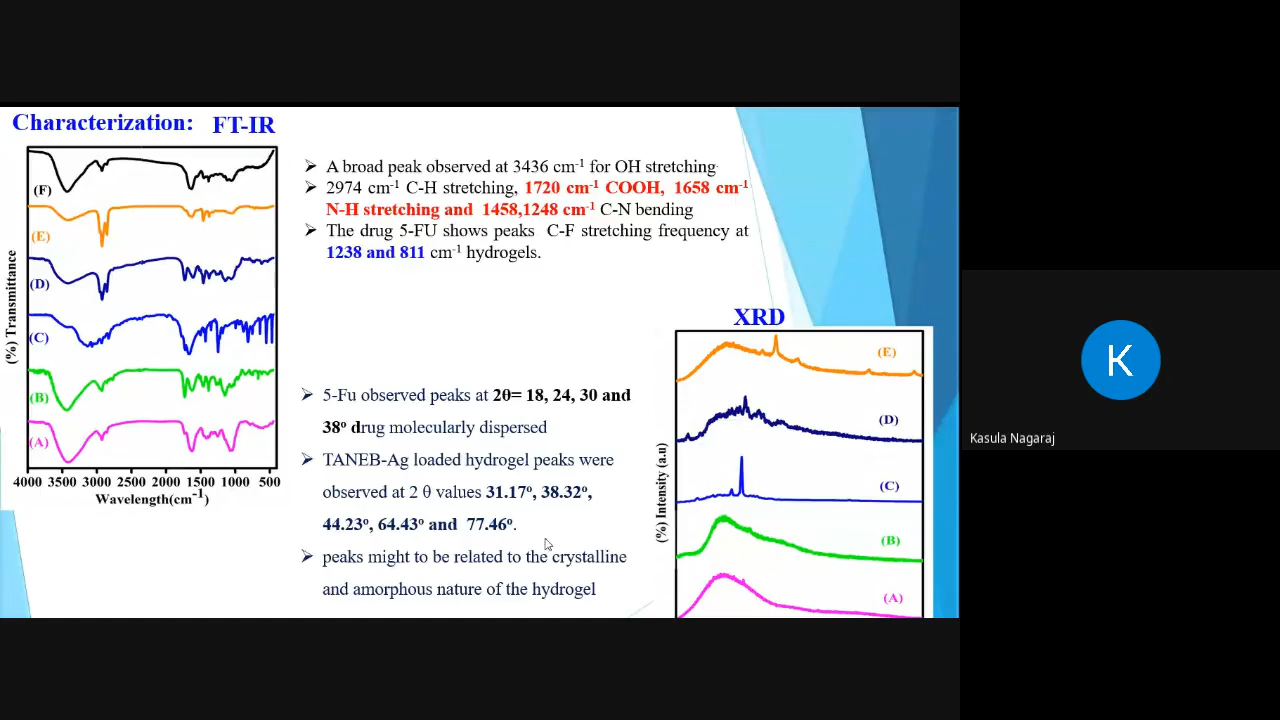 Characterization: FT-IR
(%) Transmittance
(F)
(E)
(D)
(C)
(B)
(A)
4000 3500 3000 2500 2000 1500 1000 500
Wavelength(cm-1)
➢ A broad peak observed at 3436 cm-1 for OH stretching.
➢ 2974 cm-1 C-H stretching, 1720 cm-1 COOH, 1658 cm-1
N-H stretching and 1458,1248 cm-1 C-N bending
➢ The drug 5-FU shows peaks C-F stretching frequency at
1238 and 811 cm-1 hydrogels.
➢ 5-Fu observed peaks at 2θ= 18, 24, 30 and
38o drug molecularly dispersed
➢ TANEB-Ag loaded hydrogel peaks were
observed at 2 θ values 31.17o, 38.32o,
44.23o, 64.43o and 77.46o.
➢ peaks might to be related to the crystalline
and amorphous nature of the hydrogel
XRD
(%) Intensity (a.u)
(E)
(D)
(C)
(B)
(A)
K
Kasula Nagaraj